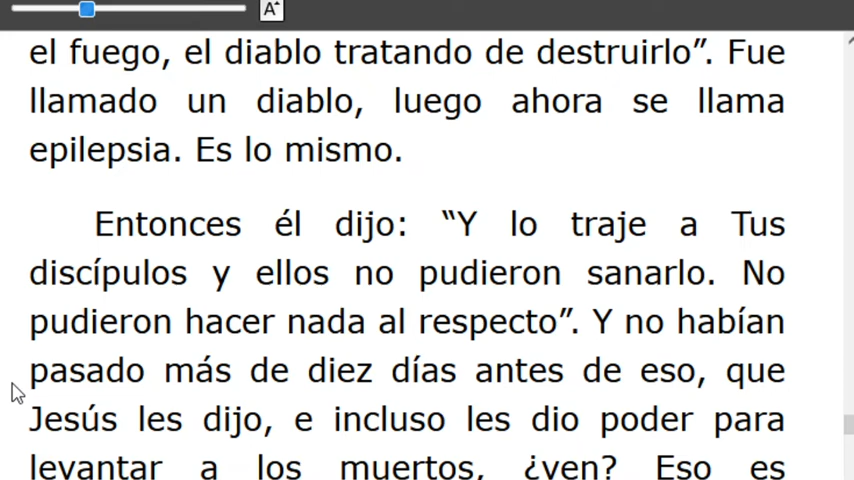 A
el fuego, el diablo tratando de destruirlo”. Fue
llamado un diablo, luego ahora se llama
epilepsia. Es lo mismo.
Entonces él dijo: “Y lo traje a Tus
discípulos y ellos no pudieron sanarlo. No
pudieron hacer nada al respecto”. Y no habían
pasado más de diez días antes de eso, que
Jesús les dijo, e incluso les dio poder para
levantar a los muertos, ¿ven? Eso es